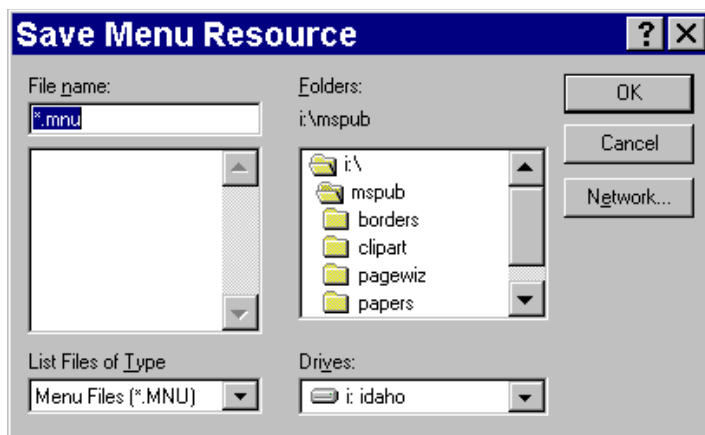 Save Menu Resource
File name:
*.mnu
Folders:
i:\mspub
i:\
mspub
borders
clipart
pagewiz
papers
OK
Cancel
Network...
List Files of Type
Menu Files (*.MNU)
Drives:
i: idaho